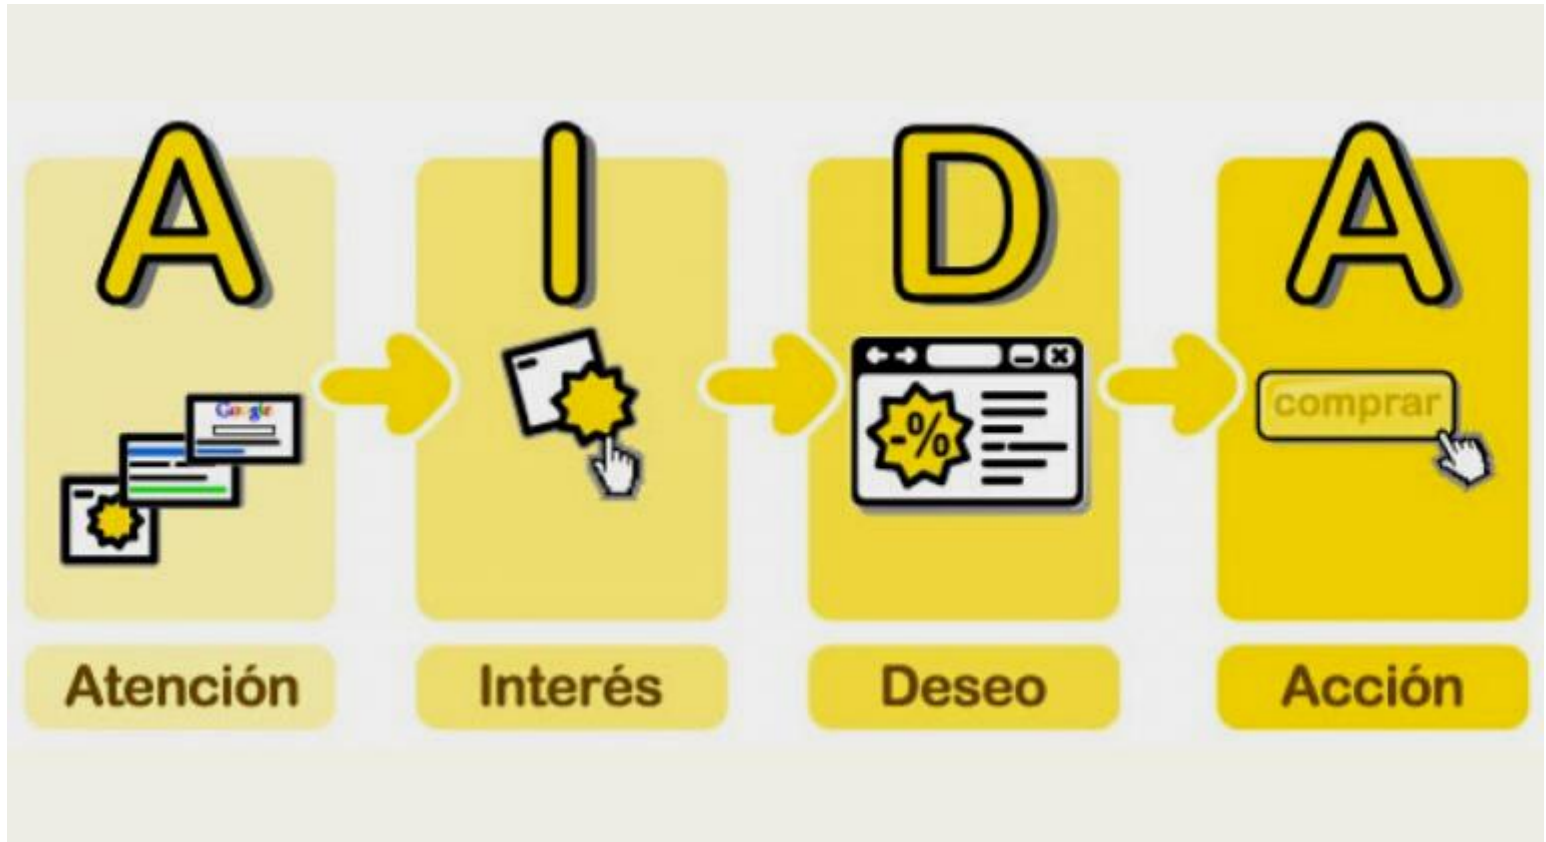 A
I
D
A
Google
-%
comprar
Atención
Interés
Deseo
Acción